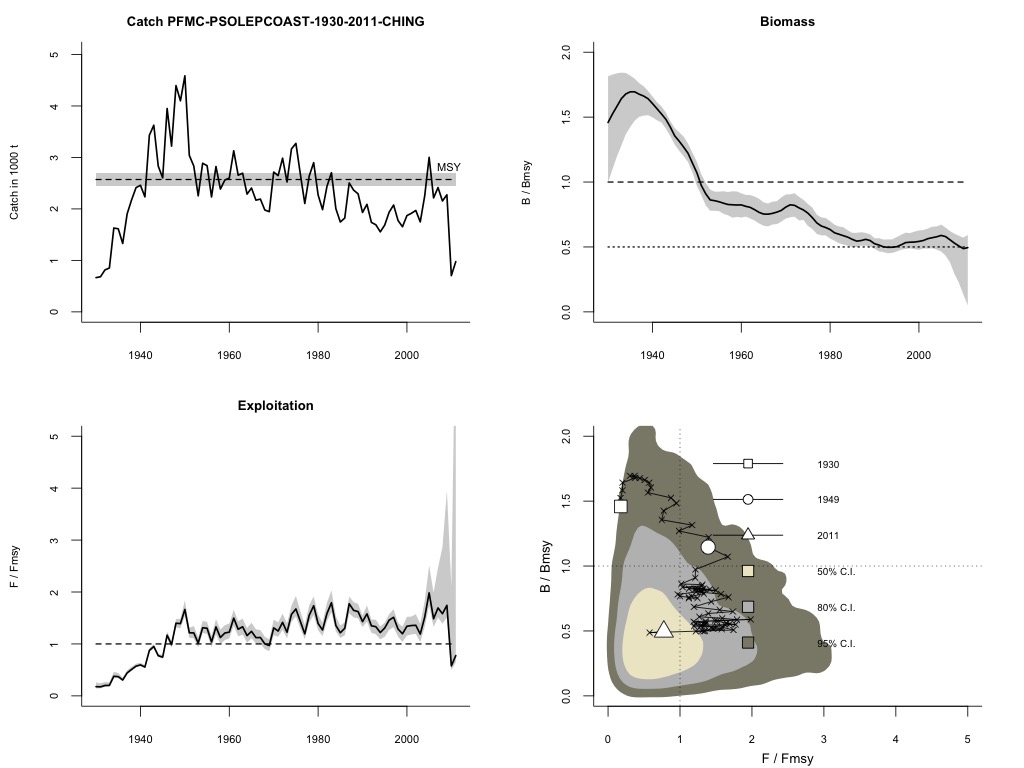 Catch PFMC-PSOLEPCOAST-1930-2011-CHING
Catch in 1000 t
0 1 2 3 4 5
MSY
1940 1960 1980 2000
Biomass
B / Bmsy
0.0 0.5 1.0 1.5 2.0
1940 1960 1980 2000
Exploitation
F / Fmsy
0 1 2 3 4 5
1940 1960 1980 2000
B / Bmsy
0.0 0.5 1.0 1.5 2.0
1930
1949
2011
50% C.I.
80% C.I.
95% C.I.
0 1 2 3 4 5
F / Fmsy